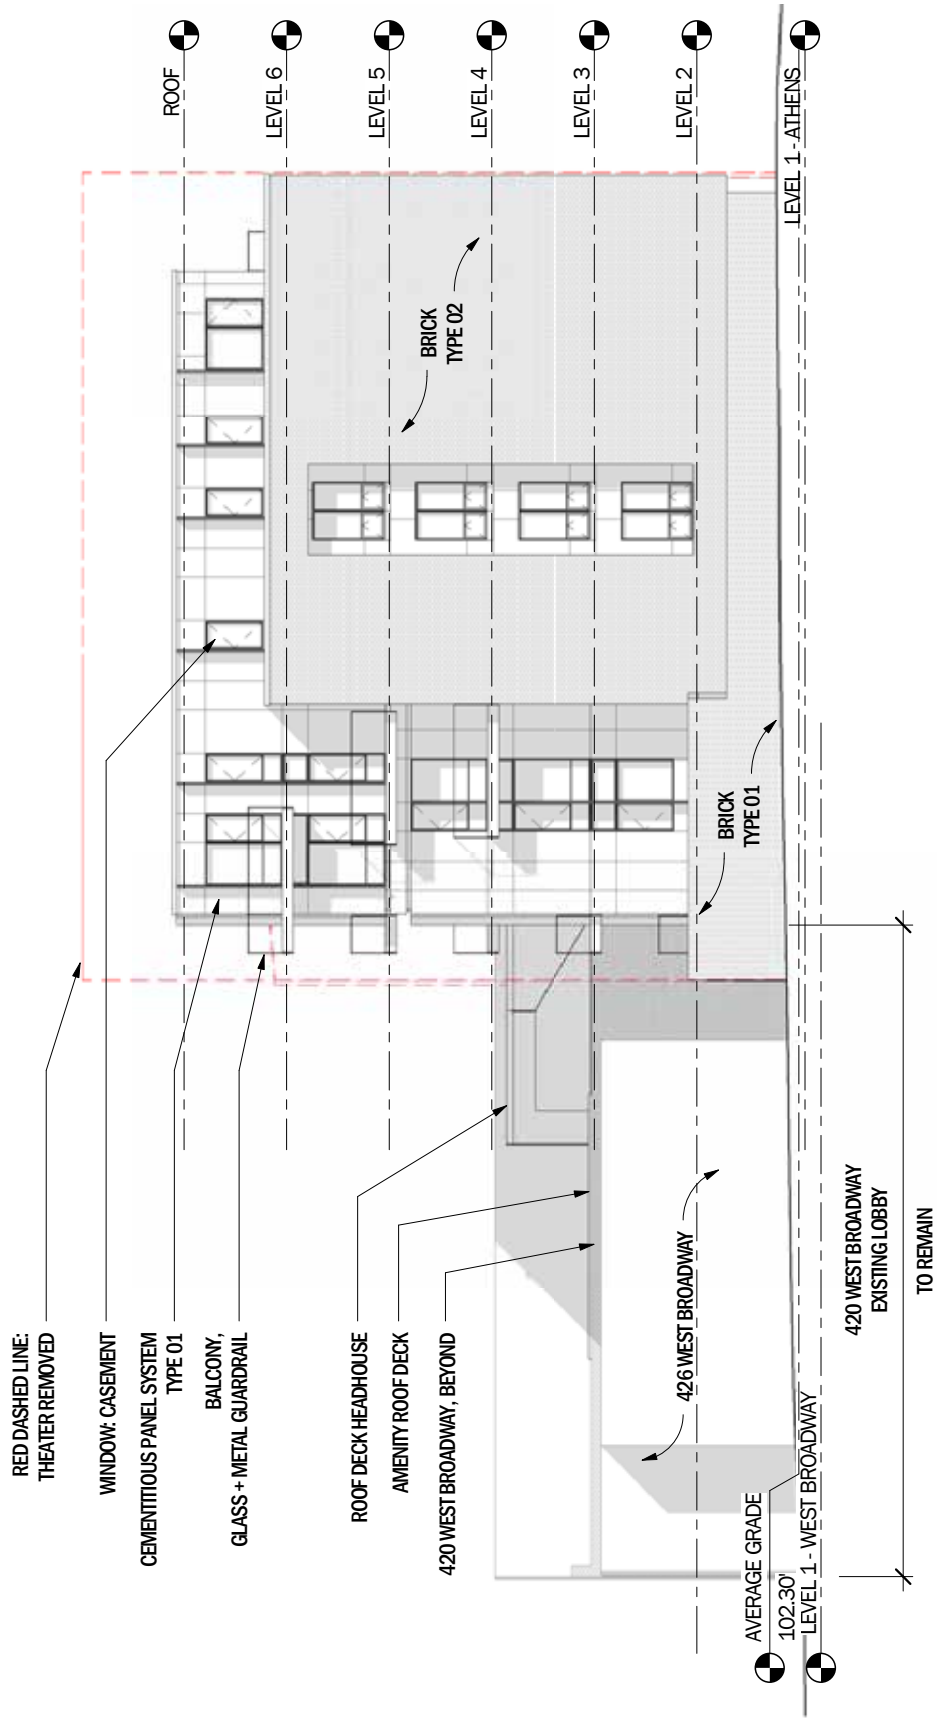 RED DASHED LINE:
THEATER REMOVED
WINDOW: CASEMENT
CEMENTITIOUS PANEL SYSTEM
TYPE 01
BALCONY,
GLASS + METAL GUARDRAIL
ROOF DECK HEADHOUSE
AMENITY ROOF DECK
420 WEST BROADWAY, BEYOND
426 WEST BROADWAY
AVERAGE GRADE
102.30'
LEVEL 1 - WEST BROADWAY
420 WEST BROADWAY
EXISTING LOBBY
TO REMAIN
BRICK
TYPE 01
BRICK
TYPE 02
ROOF
LEVEL 6
LEVEL 5
LEVEL 4
LEVEL 3
LEVEL 2
LEVEL 1 - ATHENS